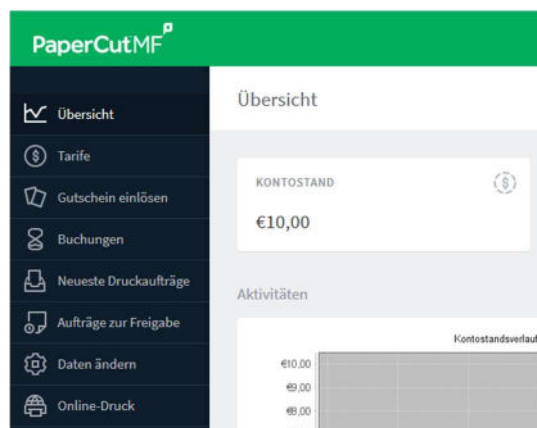 PaperCutMF P
Übersicht
Tarife
Gutschein einlösen
Buchungen
Neueste Druckaufträge
Aufträge zur Freigabe
Daten ändern
Online-Druck
Übersicht
KONTOSTAND
€10,00
Aktivitäten
Kontostandsverlauf
€10,00
€9,00
€8,00